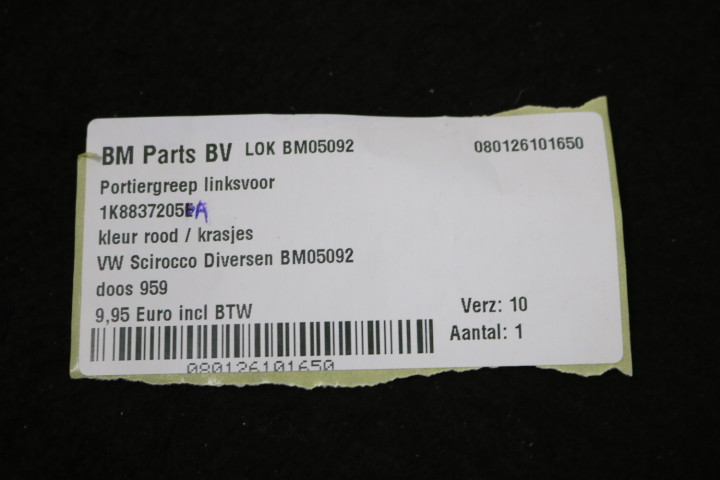 BM Parts BV LOK BM05092 080126101650
Portiergreep linksvoor
1K8837205A
kleur rood / krasjes
VW Scirocco Diversen BM05092
doos 959
9,95 Euro incl BTW Verz: 10
Aantal: 1
080126101650